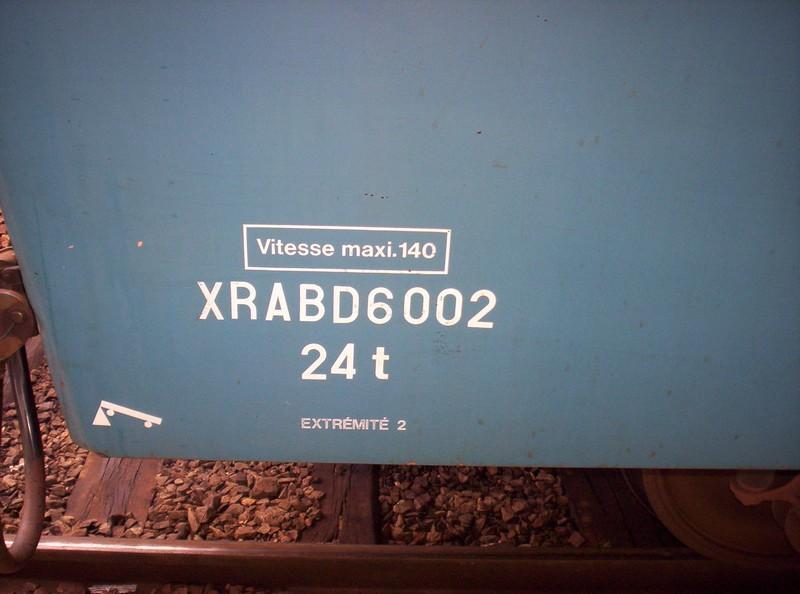 Vitesse maxi.140
XRABD6002
24 t
EXTRÉMITÉ 2